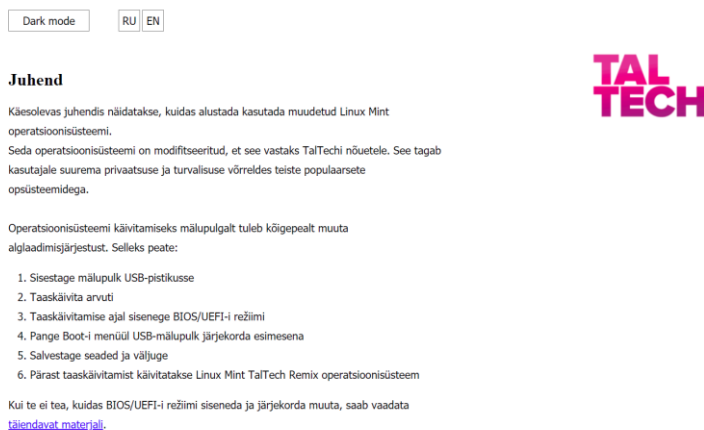 Dark mode RU EN
TAL
TECH
Juhend
Käesolevas juhendis näidatakse, kuidas alustada kasutada muudetud Linux Mint
operatsioonisüsteemi.
Seda operatsioonisüsteemi on modifitseeritud, et see vastaks TalTechi nõuetele. See tagab
kasutajale suurema privaatsuse ja turvalisuse võrreldes teiste populaarsete
opsüsteemidega.
Operatsioonisüsteemi käivitamiseks mälupulgalt tuleb kõigepealt muuta
alglaadimisjärjestust. Selleks peate:
1. Sisestage mälupulk USB-pistikusse
2. Taaskäivita arvuti
3. Taaskäivitamise ajal sisenege BIOS/UEFI-i režiimi
4. Pange Boot-i menüül USB-mälupulk järjekorda esimesena
5. Salvestage seaded ja väljuge
6. Pärast taaskäivitamist käivitatakse Linux Mint TalTech Remix operatsioonisüsteem
Kui te ei tea, kuidas BIOS/UEFI-i režiimi siseneda ja järjekorda muuta, saab vaadata
täiendavat materjali.